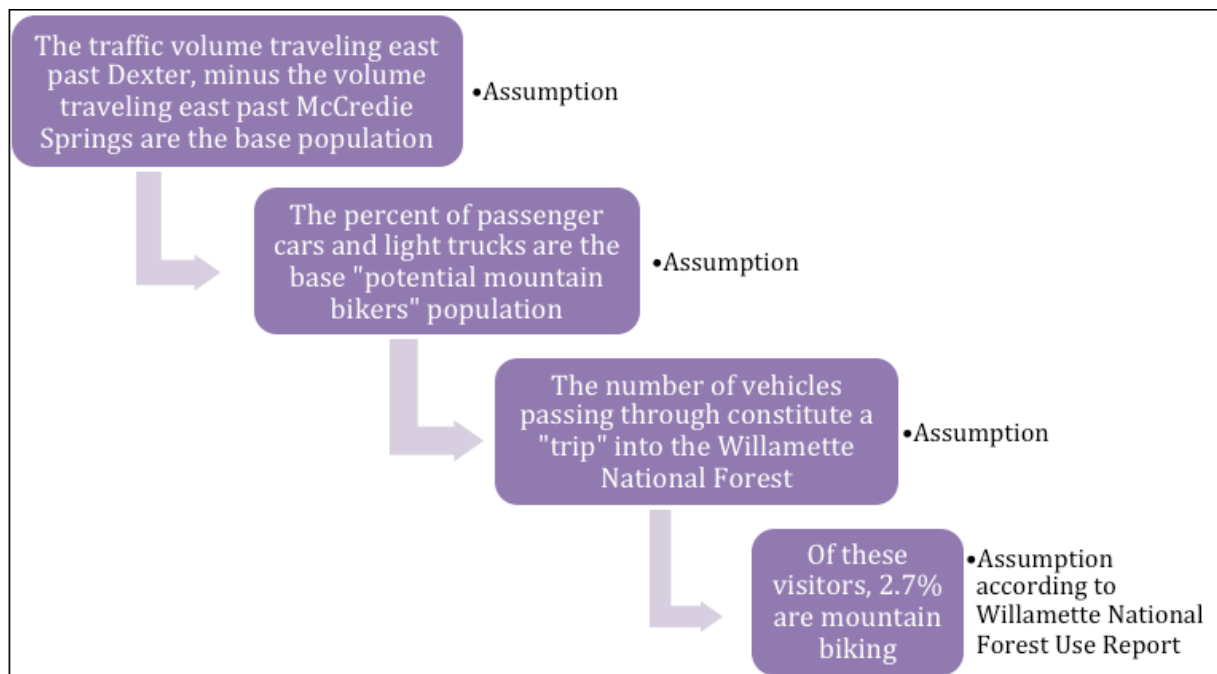 The traffic volume traveling east
past Dexter, minus the volume
traveling east past McCredie
Springs are the base population
•Assumption
The percent of passenger
cars and light trucks are the
base "potential mountain
bikers" population
•Assumption
The number of vehicles
passing through constitute a
"trip" into the Willamette
National Forest
•Assumption
Of these
visitors, 2.7%
are mountain
biking
•Assumption
according to
Willamette National
Forest Use Report